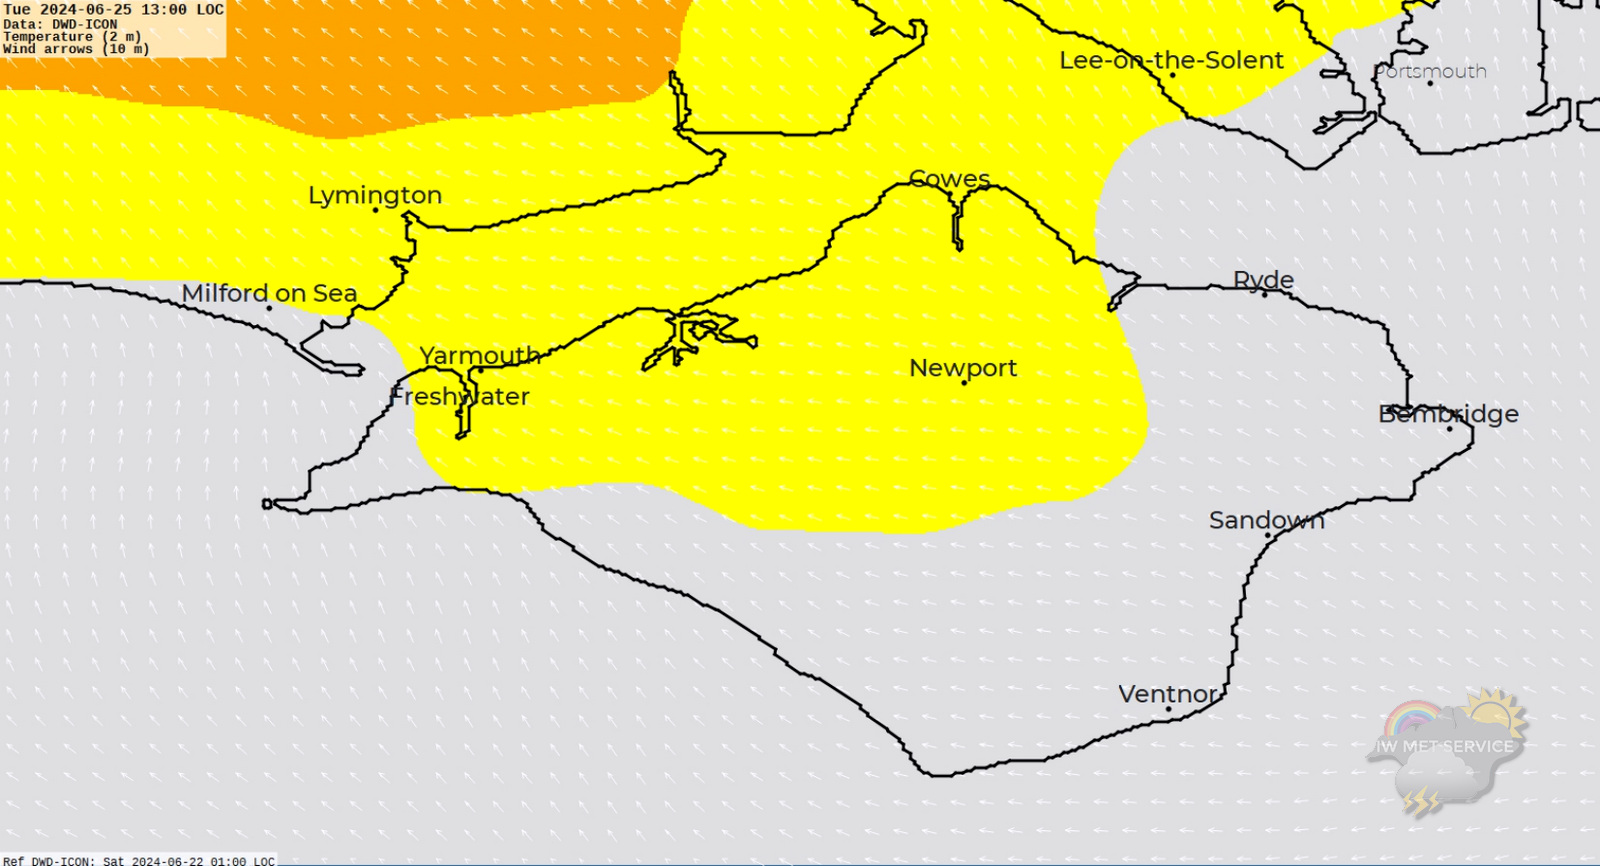 Tue 2024-06-25 13:00 LOC
Data: DWD-ICON
Temperature (2 m)
Wind arrows (10 m)
Lee-on-the-Solent
Portsmouth
Cowes
Lymington
Ryde
Milford on Sea
Yarmouth
Newport
Freshwater
Bembridge
Sandown
Ventnor
IW MET-SERVICE
Ref DWD-ICON: Sat 2024-06-22 01:00 LOC